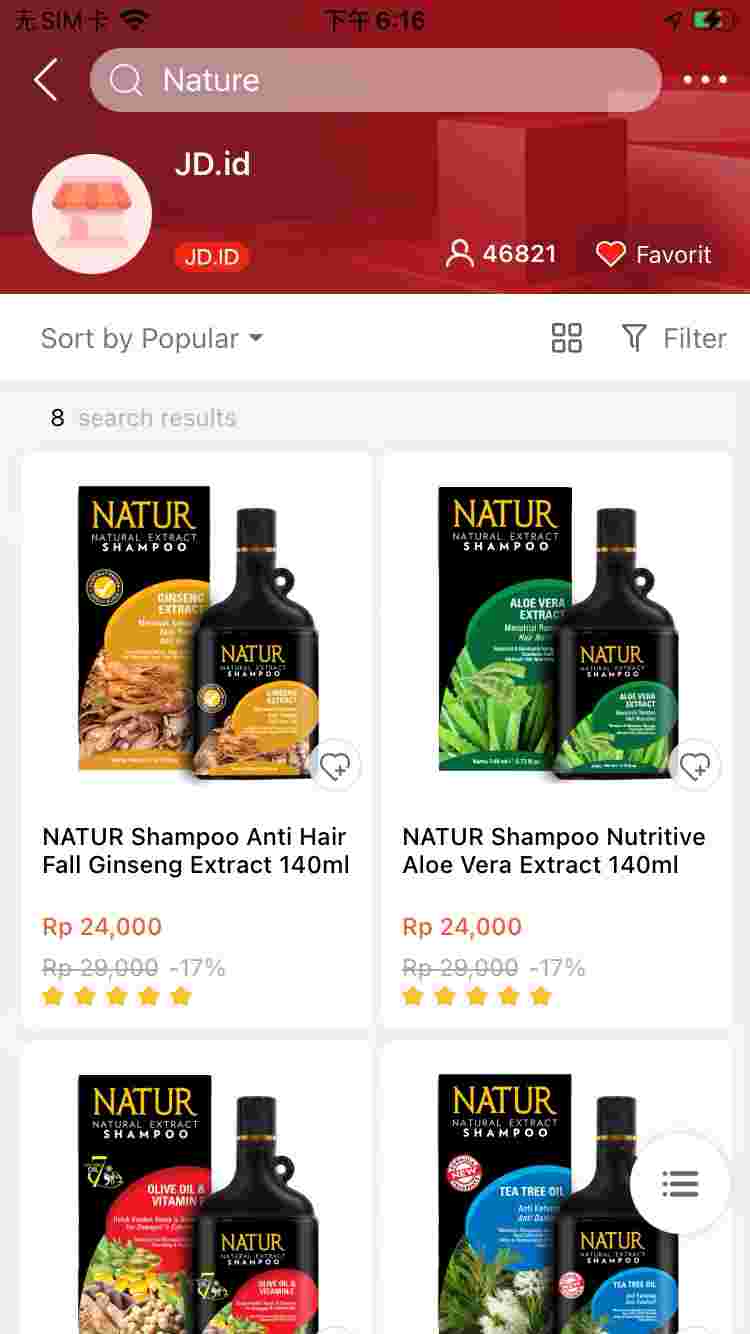 无SIM卡
下午6:16
Nature
JD.id
JD.ID
46821
Favorit
Sort by Popular
Filter
8 search results
NATUR
NATURAL EXTRACT
SHAMPOO
GINSENG
EXTRACT
NATUR
NATURAL EXTRACT
SHAMPOO
GINSENG
EXTRACT
NATUR
NATURAL EXTRACT
SHAMPOO
ALOE VERA
EXTRACT
NATUR
NATURAL EXTRACT
SHAMPOO
ALOE VERA
EXTRACT
NATUR Shampoo Anti Hair
Fall Ginseng Extract 140ml
Rp 24,000
Rp 29,000 -17%
NATUR Shampoo Nutritive
Aloe Vera Extract 140ml
Rp 24,000
Rp 29,000 -17%
NATUR
NATURAL EXTRACT
SHAMPOO
OLIVE OIL &
VITAMIN E
NATUR
NATURAL EXTRACT
SHAMPOO
OLIVE OIL &
VITAMIN E
NATUR
NATURAL EXTRACT
SHAMPOO
NEW
TEA TREE OIL
NATUR
NATURAL EXTRACT
SHAMPOO
TEA TREE OIL